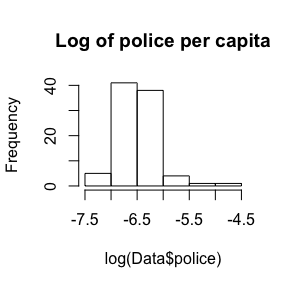 Log of police per capita
Frequency
40
20
0
-7.5 -6.5 -5.5 -4.5
log(Data$police)